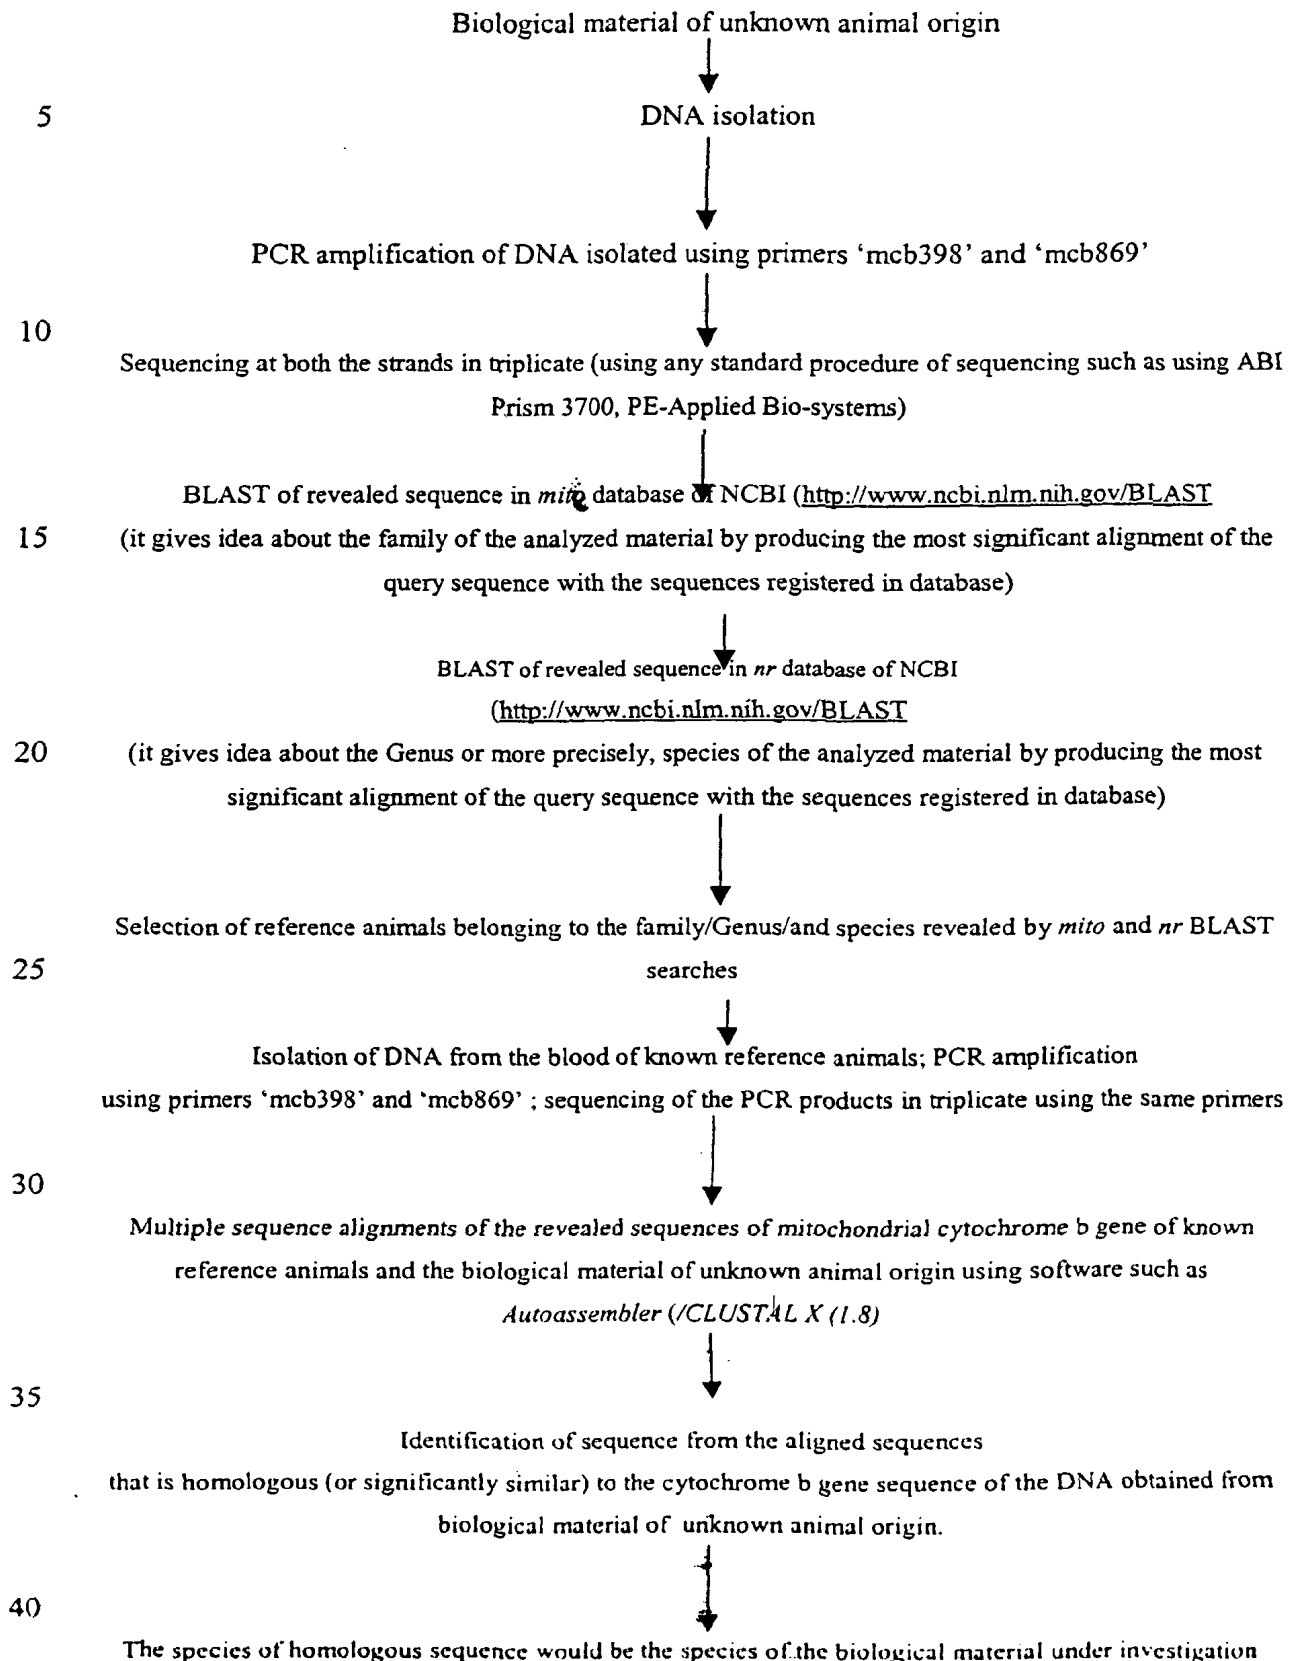 Biological material of unknown animal origin
5 DNA isolation
PCR amplification of DNA isolated using primers ‘mcb398’ and ‘mcb869’
10
Sequencing at both the strands in triplicate (using any standard procedure of sequencing such as using ABI
Prism 3700, PE-Applied Bio-systems)
BLAST of revealed sequence in mito database of NCBI (http://www.ncbi.nlm.nih.gov/BLAST
15 (it gives idea about the family of the analyzed material by producing the most significant alignment of the
query sequence with the sequences registered in database)
BLAST of revealed sequence in nr database of NCBI
(http://www.ncbi.nlm.nih.gov/BLAST
20 (it gives idea about the Genus or more precisely, species of the analyzed material by producing the most
significant alignment of the query sequence with the sequences registered in database)
Selection of reference animals belonging to the family/Genus/and species revealed by mito and nr BLAST
25 searches
Isolation of DNA from the blood of known reference animals; PCR amplification
using primers ‘mcb398’ and ‘mcb869’ ; sequencing of the PCR products in triplicate using the same primers
30
Multiple sequence alignments of the revealed sequences of mitochondrial cytochrome b gene of known
reference animals and the biological material of unknown animal origin using software such as
Autoassembler (/CLUSTAL X (1.8)
35
Identification of sequence from the aligned sequences
that is homologous (or significantly similar) to the cytochrome b gene sequence of the DNA obtained from
biological material of unknown animal origin.
40
The species of homologous sequence would be the species of the biological material under investigation